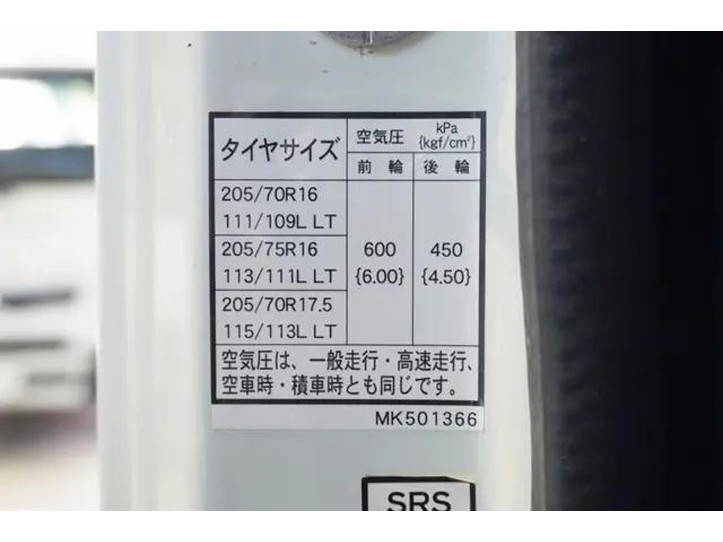 タイヤサイズ
空気圧 kPa {kgf/cm²}
前輪 後輪
205/70R16
111/109L LT
205/75R16
113/111L LT
600 450
{6.00} {4.50}
205/70R17.5
115/113L LT
空気圧は、一般走行・高速走行、
空車時・積車時とも同じです。
MK501366
SRS